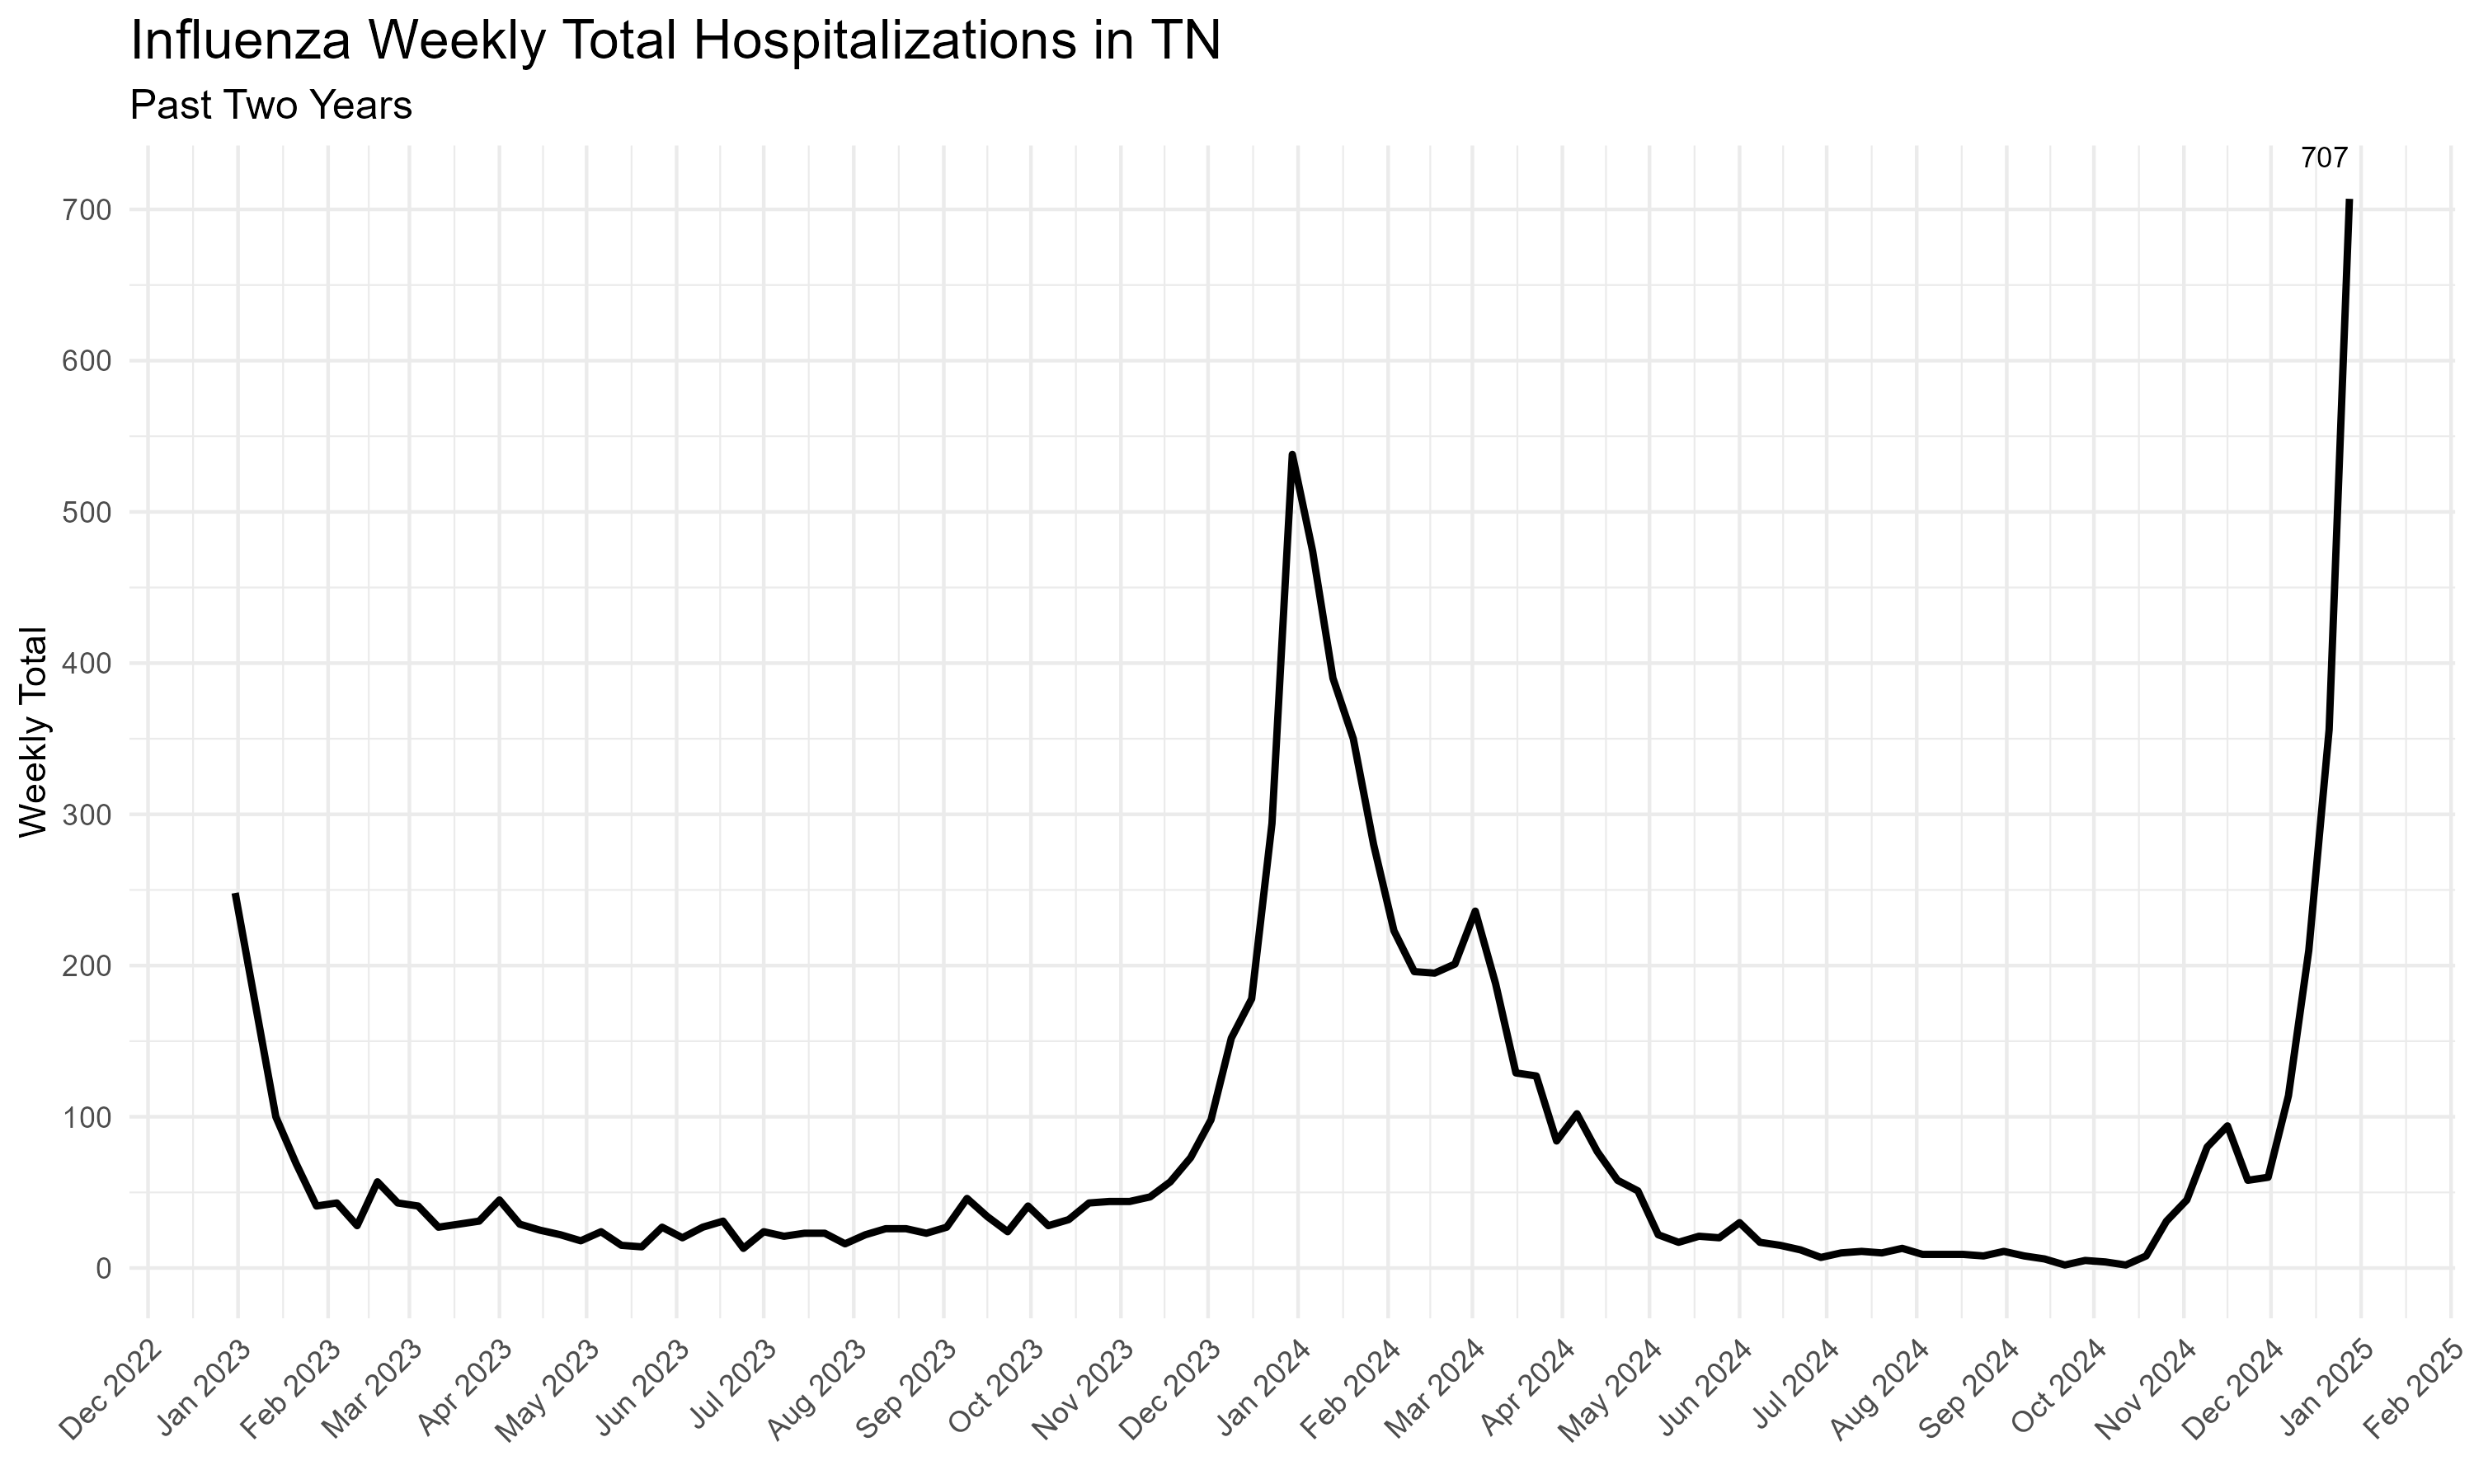 Influenza Weekly Total Hospitalizations in TN
Past Two Years
707
Weekly Total
700
600
500
400
300
200
100
0
Dec 2022
Jan 2023
Feb 2023
Mar 2023
Apr 2023
May 2023
Jun 2023
Jul 2023
Aug 2023
Sep 2023
Oct 2023
Nov 2023
Dec 2023
Jan 2024
Feb 2024
Mar 2024
Apr 2024
May 2024
Jun 2024
Jul 2024
Aug 2024
Sep 2024
Oct 2024
Nov 2024
Dec 2024
Jan 2025
Feb 2025